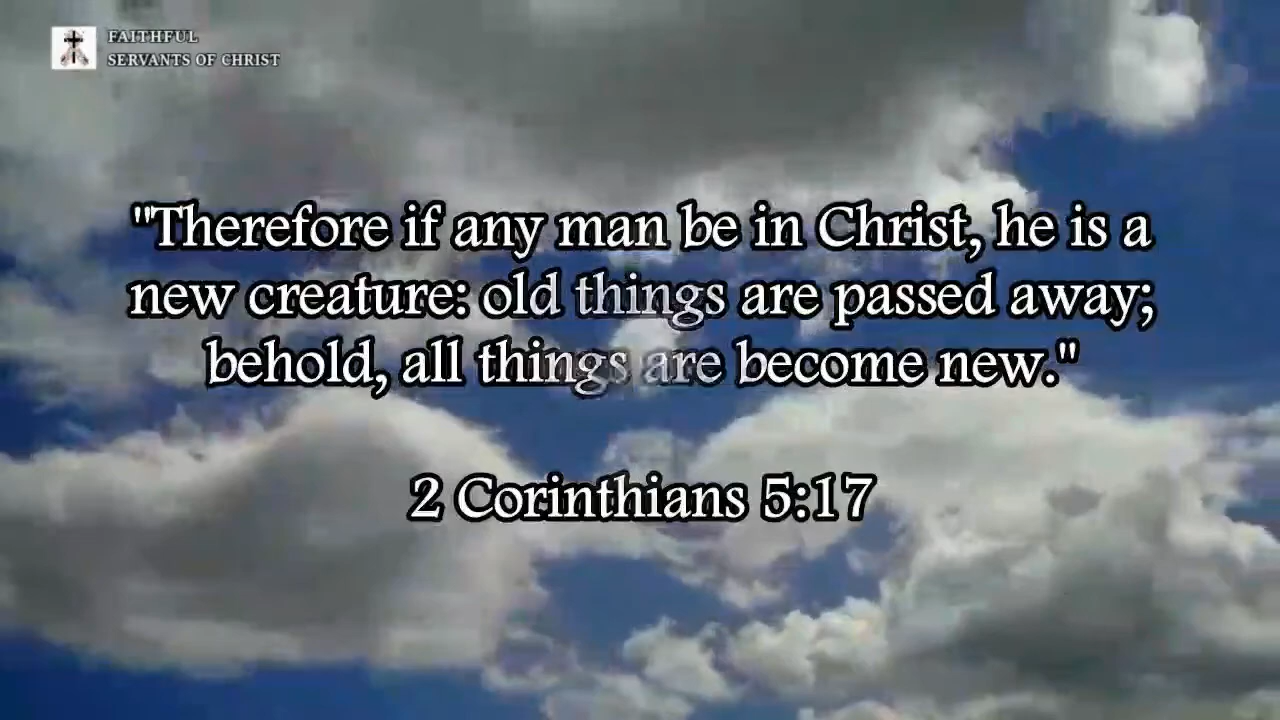 FAITHFUL
SERVANTS OF CHRIST
"Therefore if any man be in Christ, he is a
new creature: old things are passed away;
behold, all things are become new."
2 Corinthians 5:17